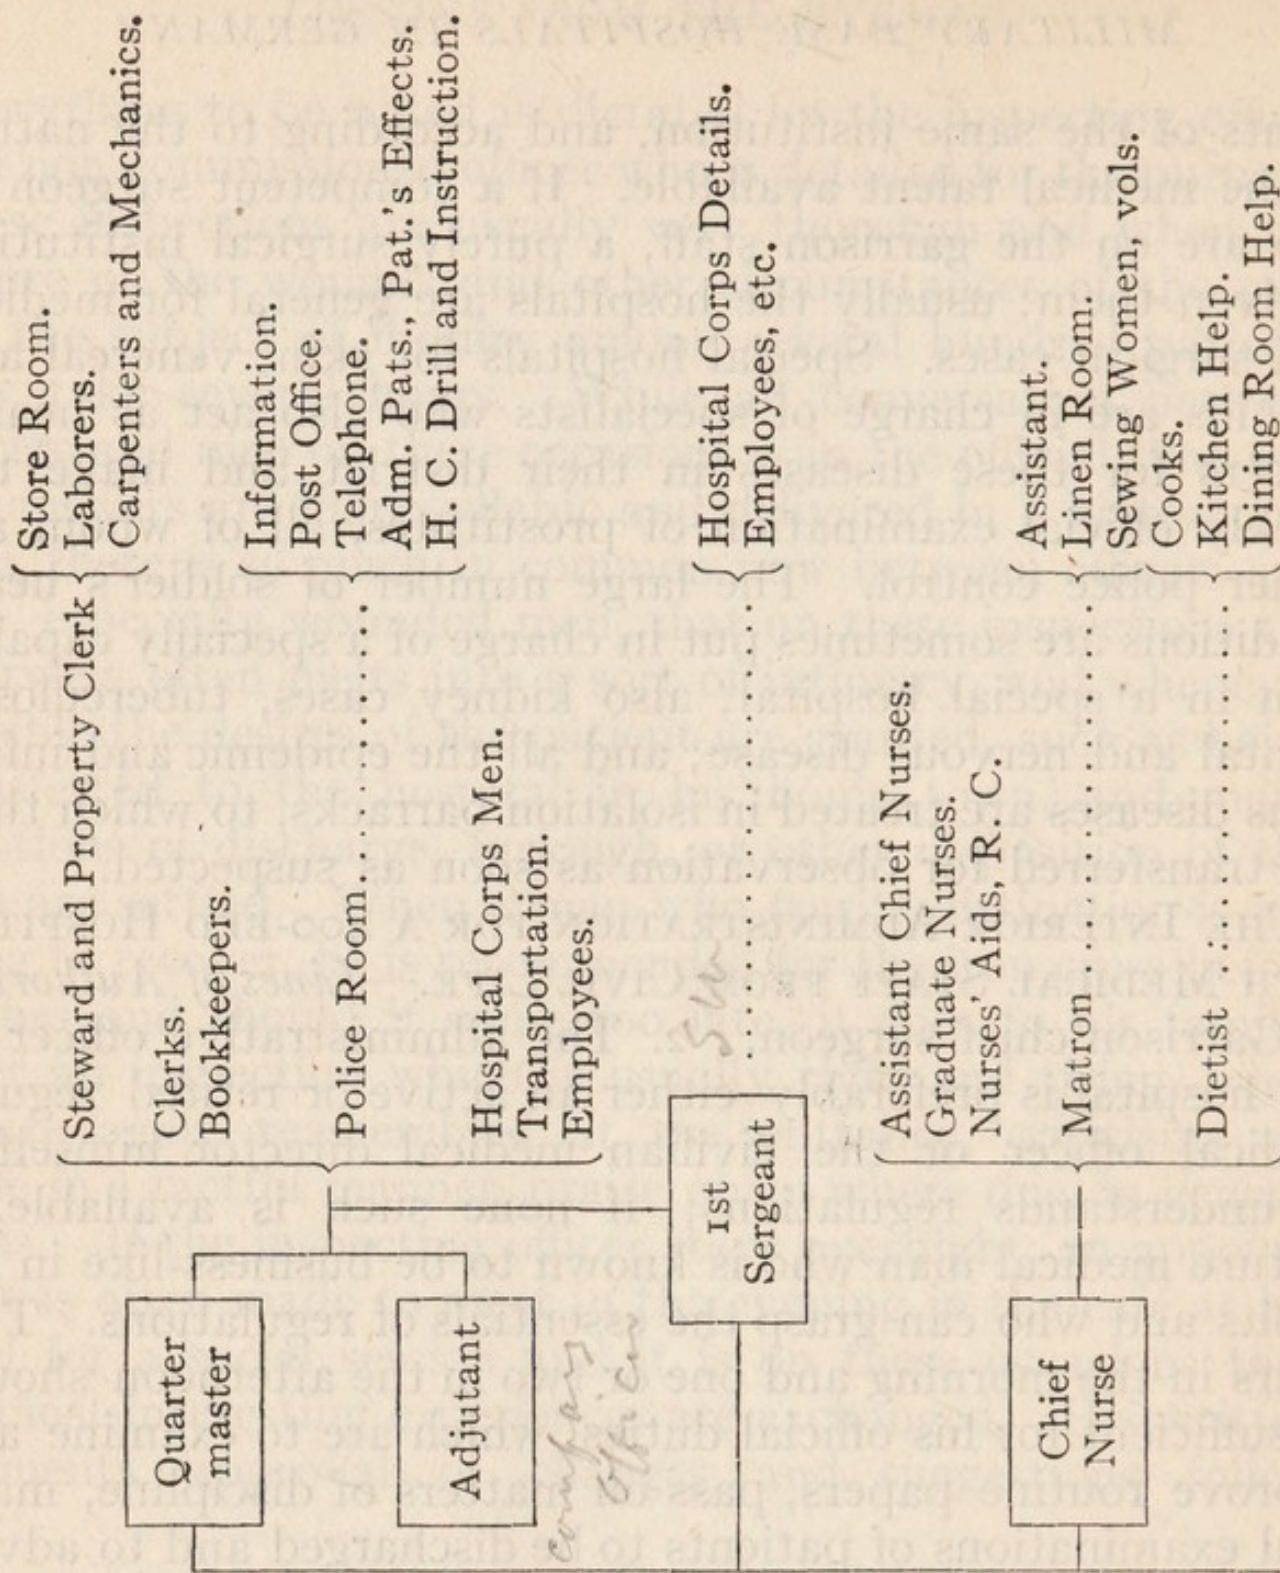 Quarter
master
Adjutant
company
officer
1st
Sergeant
Chief
Nurse
Steward and Property Clerk
Clerks.
Bookkeepers.
Police Room
Hospital Corps Men.
Transportation.
Employees.
Assistant Chief Nurses.
Graduate Nurses.
Nurses' Aids, R. C.
Matron
Dietist
Store Room.
Laborers.
Carpenters and Mechanics.
Information.
Post Office.
Telephone.
Adm. Pats., Pat.'s Effects.
H. C. Drill and Instruction.
Hospital Corps Details.
Employees, etc.
Assistant.
Linen Room.
Sewing Women, vols.
Cooks.
Kitchen Help.
Dining Room Help.